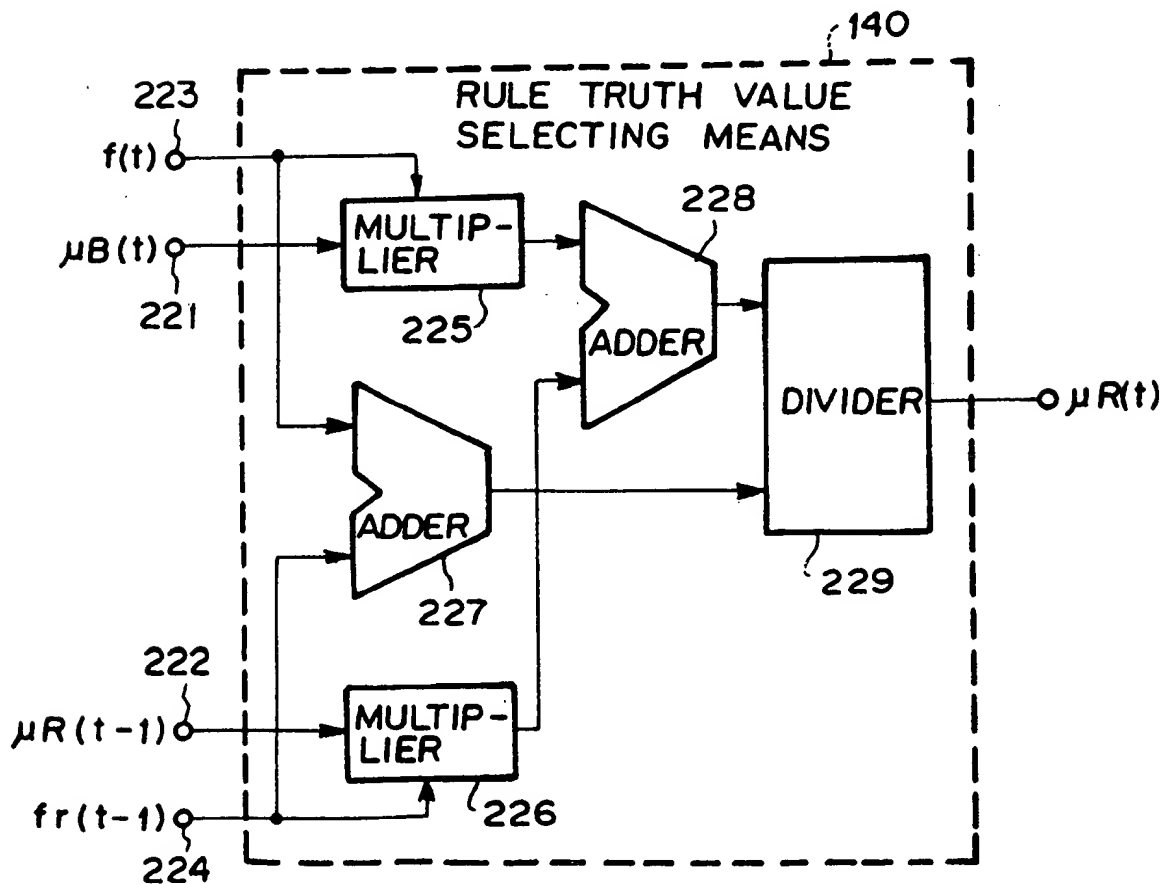 140
RULE TRUTH VALUE
SELECTING MEANS
223
f(t)
μB(t)
221
MULTIP-
LIER
225
228
ADDER
DIVIDER
229
μR(t)
ADDER
227
222
μR(t-1)
MULTIP-
LIER
226
fr(t-1)
224